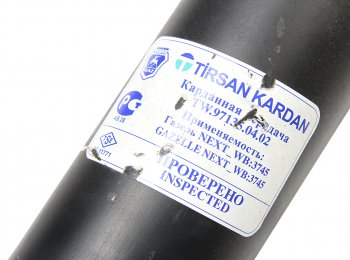 TİRSAN KARDAN
Карданная передача
TW.97135.04.02
Применяемость:
Газель NEXT_WB:3745
GAZELLE NEXT_WB:3745
ПРОВЕРЕНО
INSPECTED